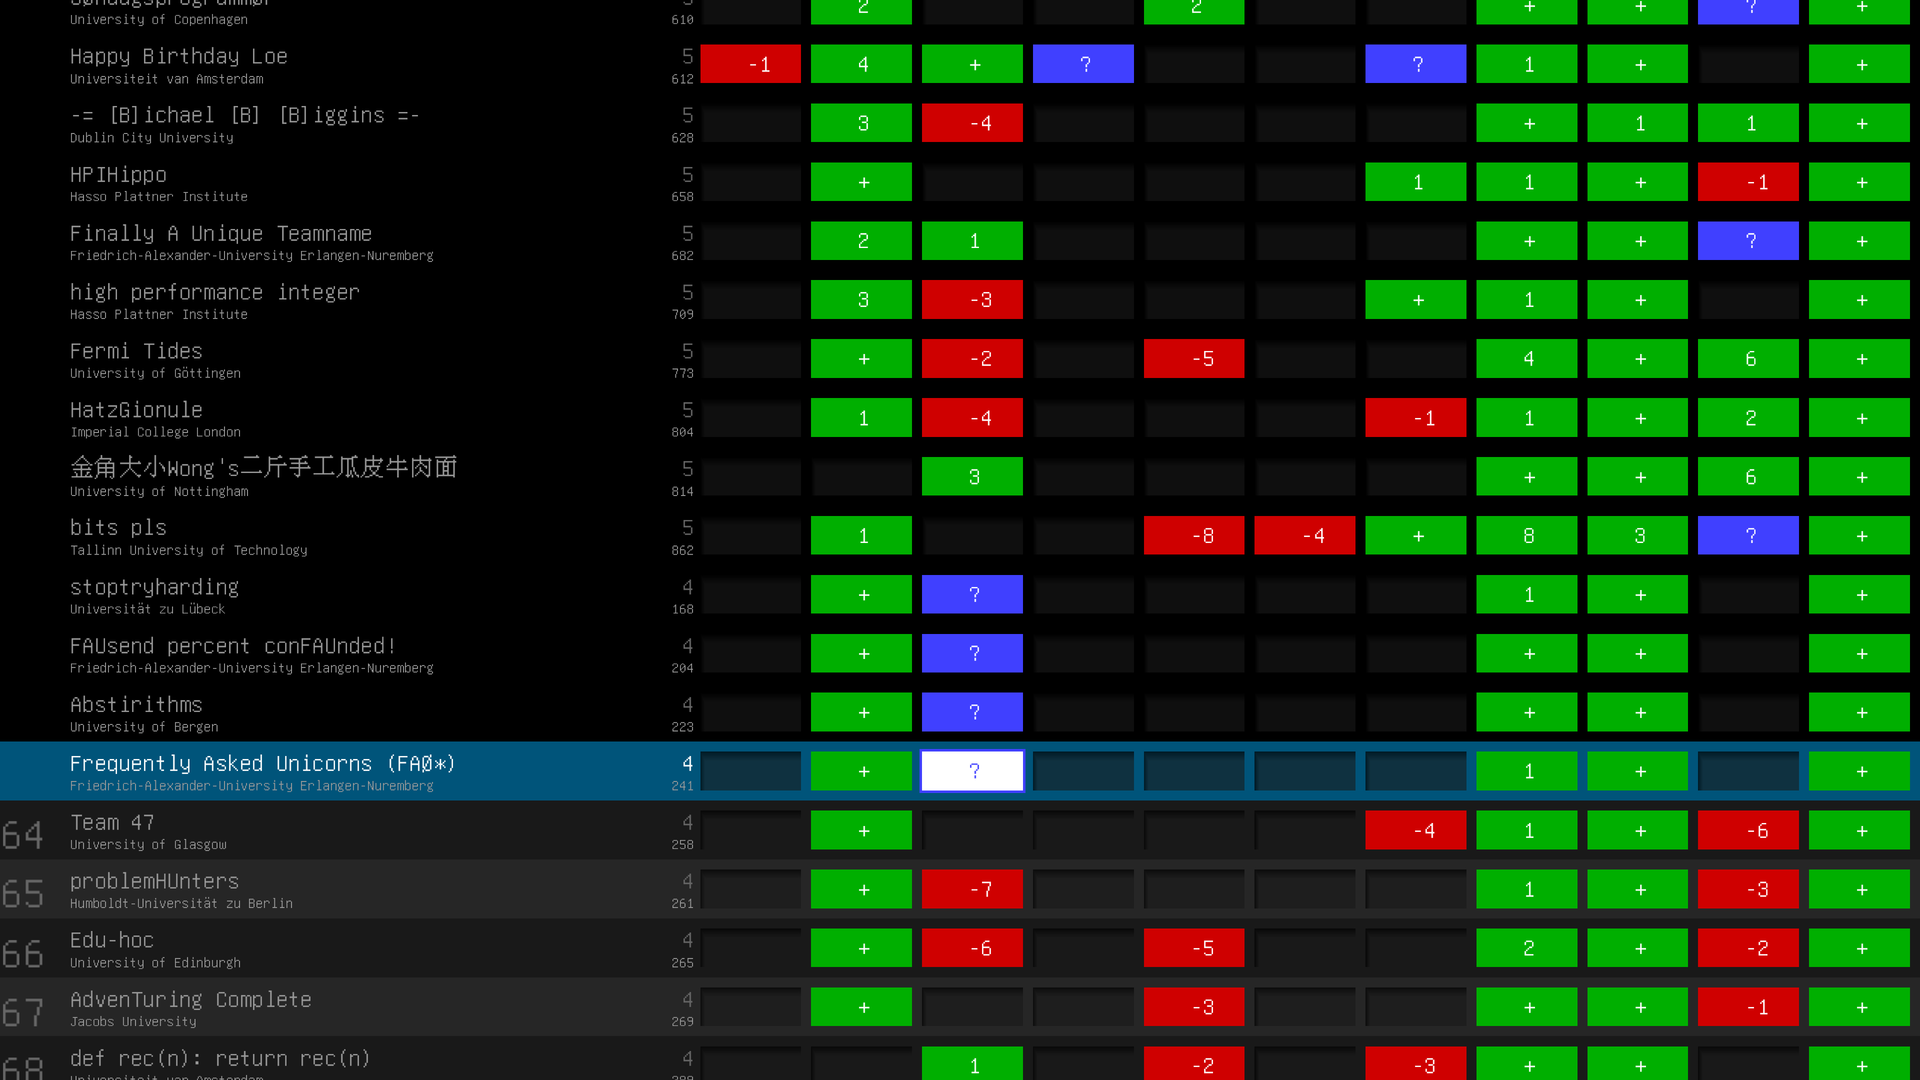 Søndagsprogrammør 5 2 2 + + ? +
University of Copenhagen 610
Happy Birthday Loe 5 -1 4 + ? ? 1 + +
Universiteit van Amsterdam 612
-= [B]ichael [B] [B]iggins =- 5 3 -4 + 1 1 +
Dublin City University 628
HPIHippo 5 + 1 1 + -1 +
Hasso Plattner Institute 658
Finally A Unique Teamname 5 2 1 + + ? +
Friedrich-Alexander-University Erlangen-Nuremberg 682
high performance integer 5 3 -3 + 1 + +
Hasso Plattner Institute 709
Fermi Tides 5 + -2 -5 4 + 6 +
University of Göttingen 773
HatzGionule 5 1 -4 -1 1 + 2 +
Imperial College London 804
金角大小Wong's二斤手工瓜皮牛肉面 5 3 + + 6 +
University of Nottingham 814
bits pls 5 1 -8 -4 + 8 3 ? +
Tallinn University of Technology 862
stoptryharding 4 + ? 1 + +
Universität zu Lübeck 168
FAUsend percent conFAUnded! 4 + ? + + +
Friedrich-Alexander-University Erlangen-Nuremberg 204
Abstirithms 4 + ? + + +
University of Bergen 223
Frequently Asked Unicorns (FAØ*) 4 + ? 1 + +
Friedrich-Alexander-University Erlangen-Nuremberg 241
64 Team 47 4 + -4 1 + -6 +
University of Glasgow 258
65 problemHUnters 4 + -7 1 + -3 +
Humboldt-Universität zu Berlin 261
66 Edu-hoc 4 + -6 -5 2 + -2 +
University of Edinburgh 265
67 AdvenTuring Complete 4 + -3 + + -1 +
Jacobs University 269
68 def rec(n): return rec(n) 4 1 -2 -3 + + +
Universiteit van Amsterdam